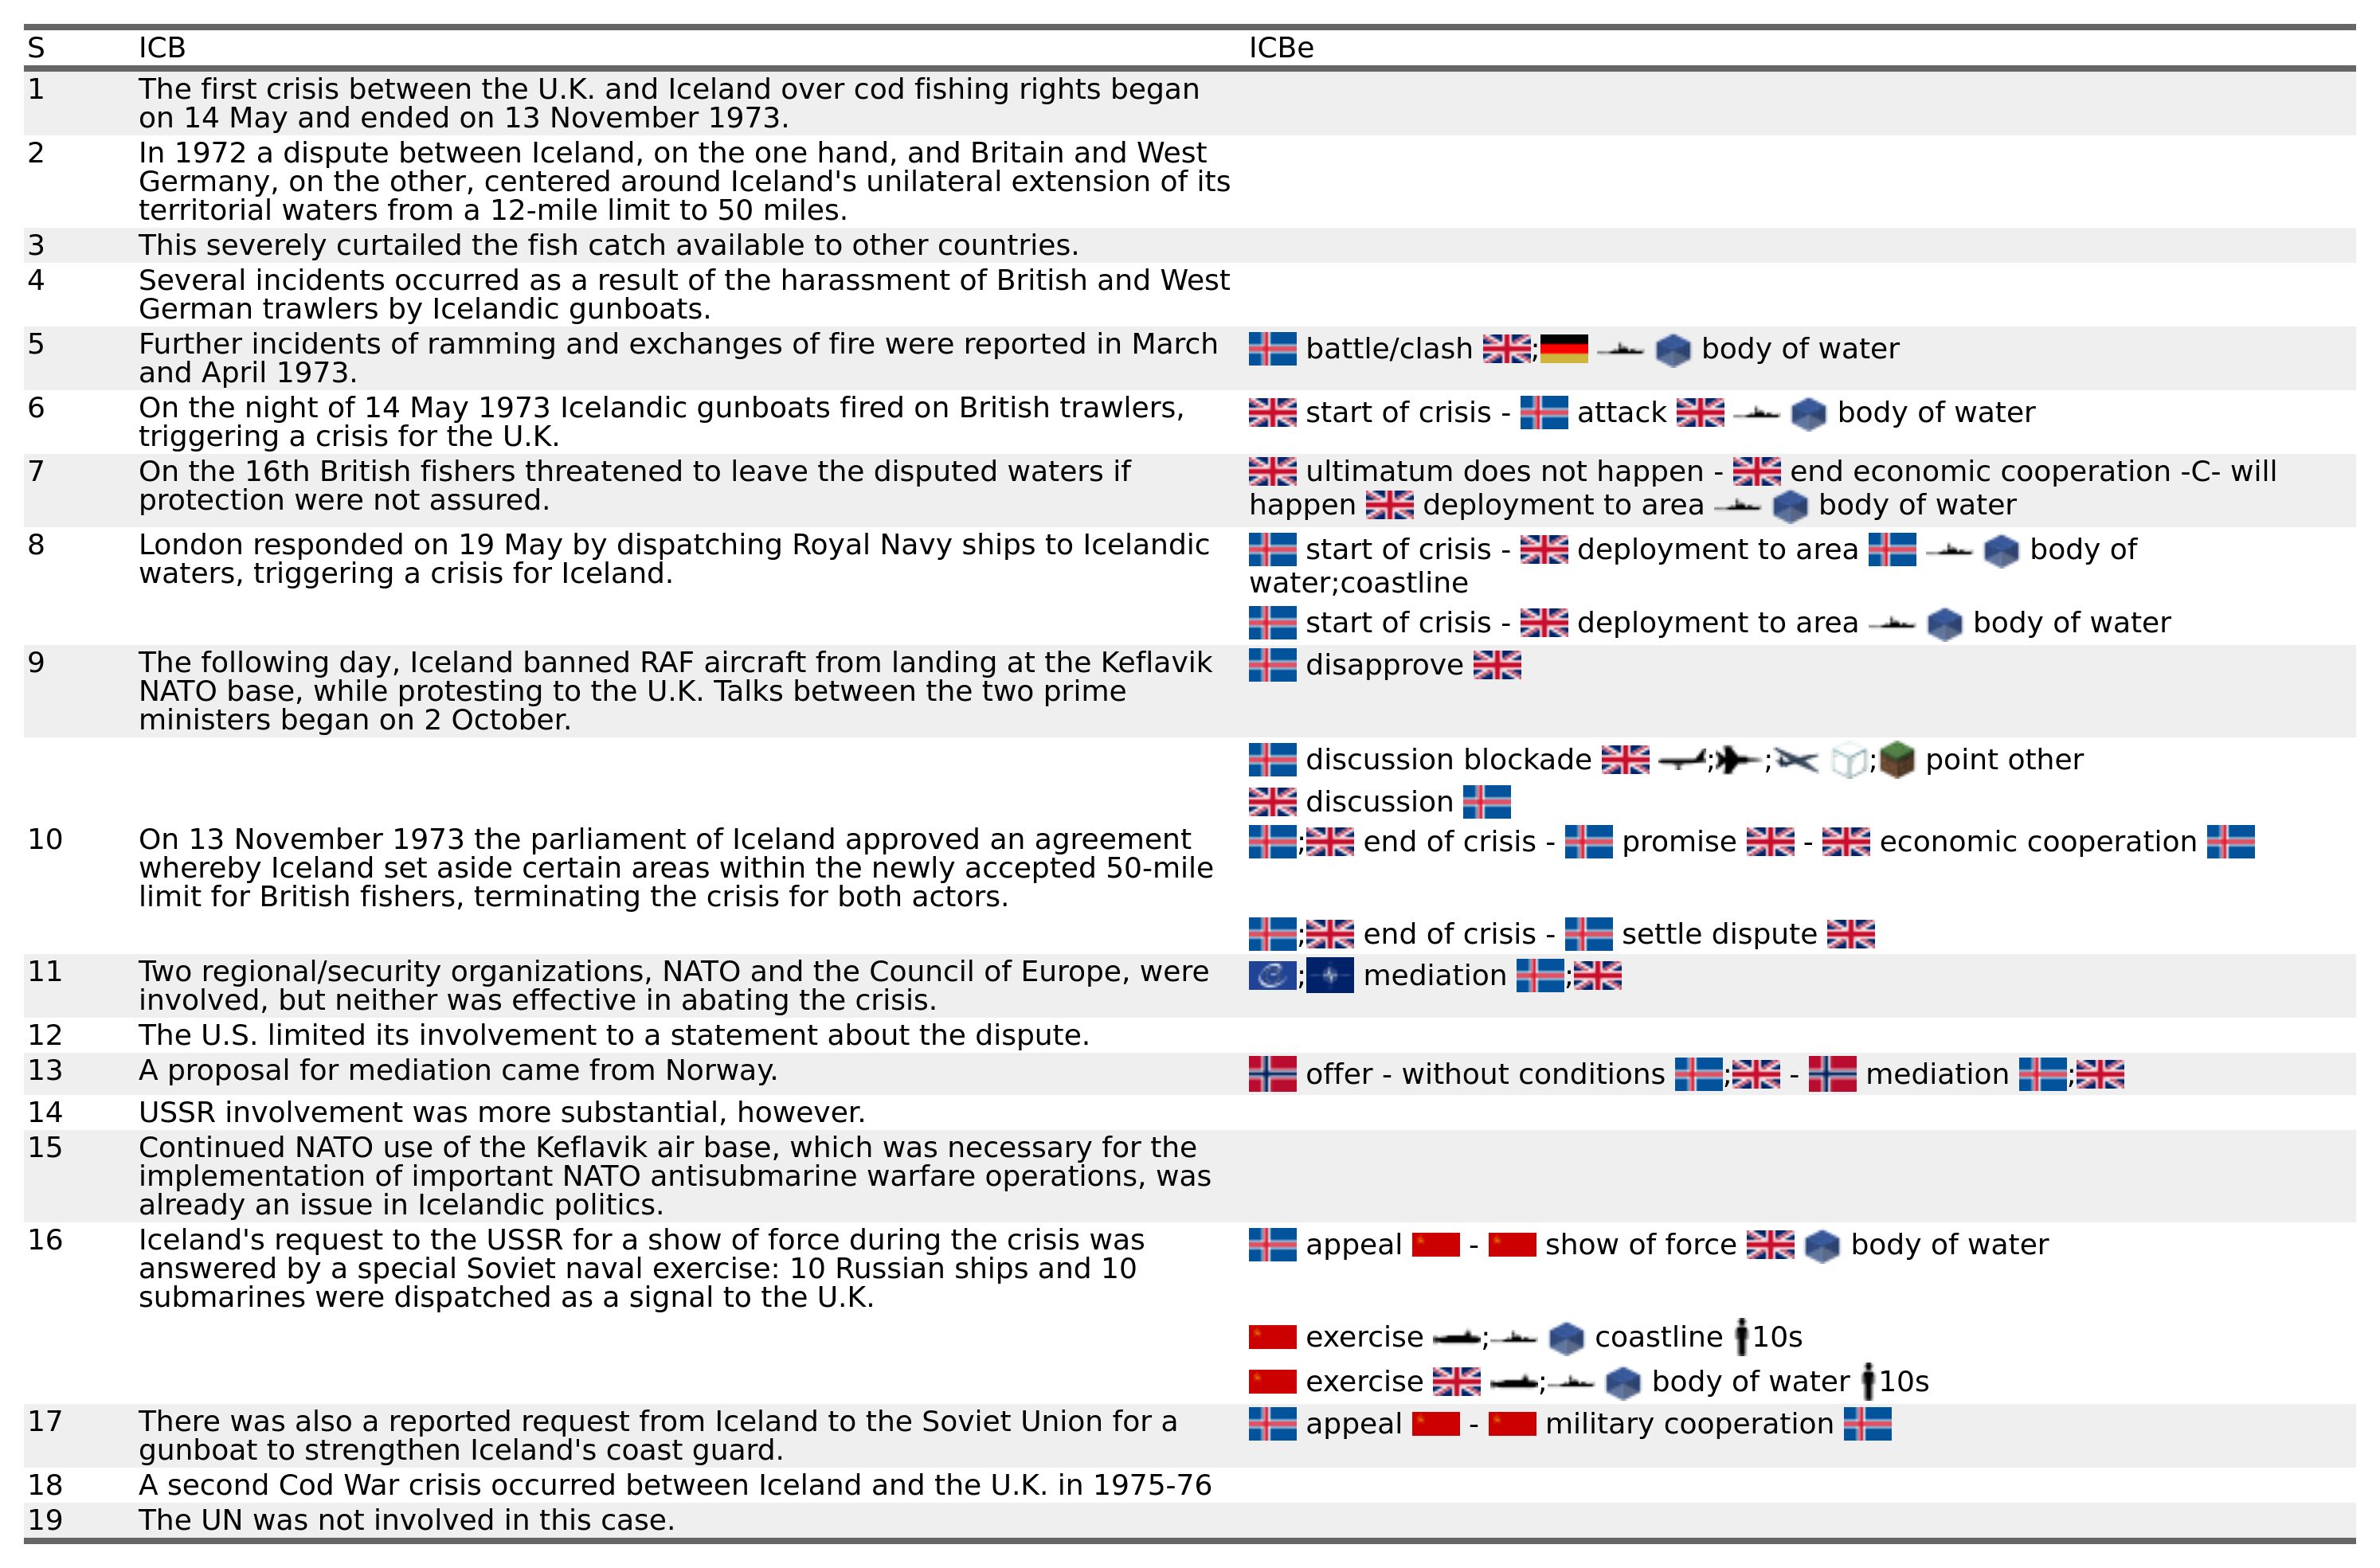 S ICB ICBe
1 The first crisis between the U.K. and Iceland over cod fishing rights began
on 14 May and ended on 13 November 1973.
2 In 1972 a dispute between Iceland, on the one hand, and Britain and West
Germany, on the other, centered around Iceland's unilateral extension of its
territorial waters from a 12-mile limit to 50 miles.
3 This severely curtailed the fish catch available to other countries.
4 Several incidents occurred as a result of the harassment of British and West
German trawlers by Icelandic gunboats.
5 Further incidents of ramming and exchanges of fire were reported in March
and April 1973.
battle/clash ; body of water
6 On the night of 14 May 1973 Icelandic gunboats fired on British trawlers,
triggering a crisis for the U.K.
start of crisis - attack body of water
7 On the 16th British fishers threatened to leave the disputed waters if
protection were not assured.
ultimatum does not happen - end economic cooperation -C- will
happen deployment to area body of water
8 London responded on 19 May by dispatching Royal Navy ships to Icelandic
waters, triggering a crisis for Iceland.
start of crisis - deployment to area body of
water;coastline
start of crisis - deployment to area body of water
9 The following day, Iceland banned RAF aircraft from landing at the Keflavik
NATO base, while protesting to the U.K. Talks between the two prime
ministers began on 2 October.
disapprove
discussion blockade ; ; ; point other
discussion
10 On 13 November 1973 the parliament of Iceland approved an agreement
whereby Iceland set aside certain areas within the newly accepted 50-mile
limit for British fishers, terminating the crisis for both actors.
; end of crisis - promise - economic cooperation
; end of crisis - settle dispute
11 Two regional/security organizations, NATO and the Council of Europe, were
involved, but neither was effective in abating the crisis.
; mediation ;
12 The U.S. limited its involvement to a statement about the dispute.
13 A proposal for mediation came from Norway.
offer - without conditions ; - mediation ;
14 USSR involvement was more substantial, however.
15 Continued NATO use of the Keflavik air base, which was necessary for the
implementation of important NATO antisubmarine warfare operations, was
already an issue in Icelandic politics.
16 Iceland's request to the USSR for a show of force during the crisis was
answered by a special Soviet naval exercise: 10 Russian ships and 10
submarines were dispatched as a signal to the U.K.
appeal - show of force body of water
exercise ; coastline 10s
exercise ; body of water 10s
17 There was also a reported request from Iceland to the Soviet Union for a
gunboat to strengthen Iceland's coast guard.
appeal - military cooperation
18 A second Cod War crisis occurred between Iceland and the U.K. in 1975-76
19 The UN was not involved in this case.